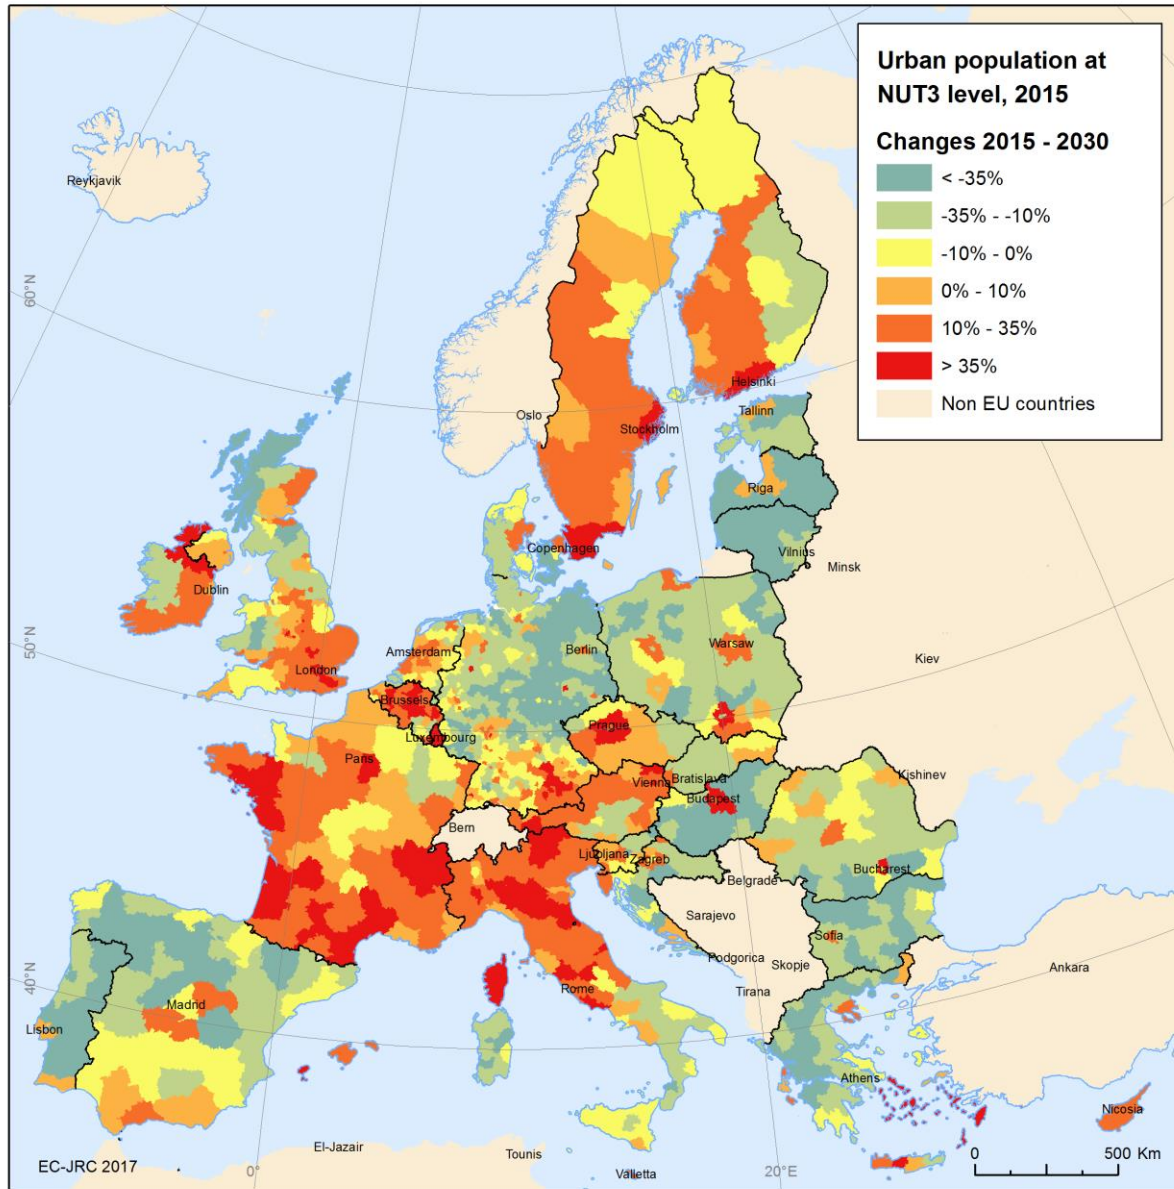 Urban population at
NUT3 level, 2015
Changes 2015 - 2030
< -35%
-35% - -10%
-10% - 0%
0% - 10%
10% - 35%
> 35%
Non EU countries
Reykjavik
60°N
Helsinki
Oslo
Tallinn
Stockholm
Riga
Copenhagen
Vilnius
Minsk
Dublin
50°N
Amsterdam
Berlin
Warsaw
Kiev
London
Brussels
Prague
Luxembourg
Paris
Kishinev
Vienna
Bratislava
Budapest
Bern
Ljubljana
Zagreb
Bucharest
Belgrade
Sarajevo
Sofia
40°N
Podgorica
Skopje
Ankara
Rome
Tirana
Madrid
Lisbon
Athens
Nicosia
El-Jazair
Tounis
0
500 Km
EC-JRC 2017
0°
Valletta
20°E